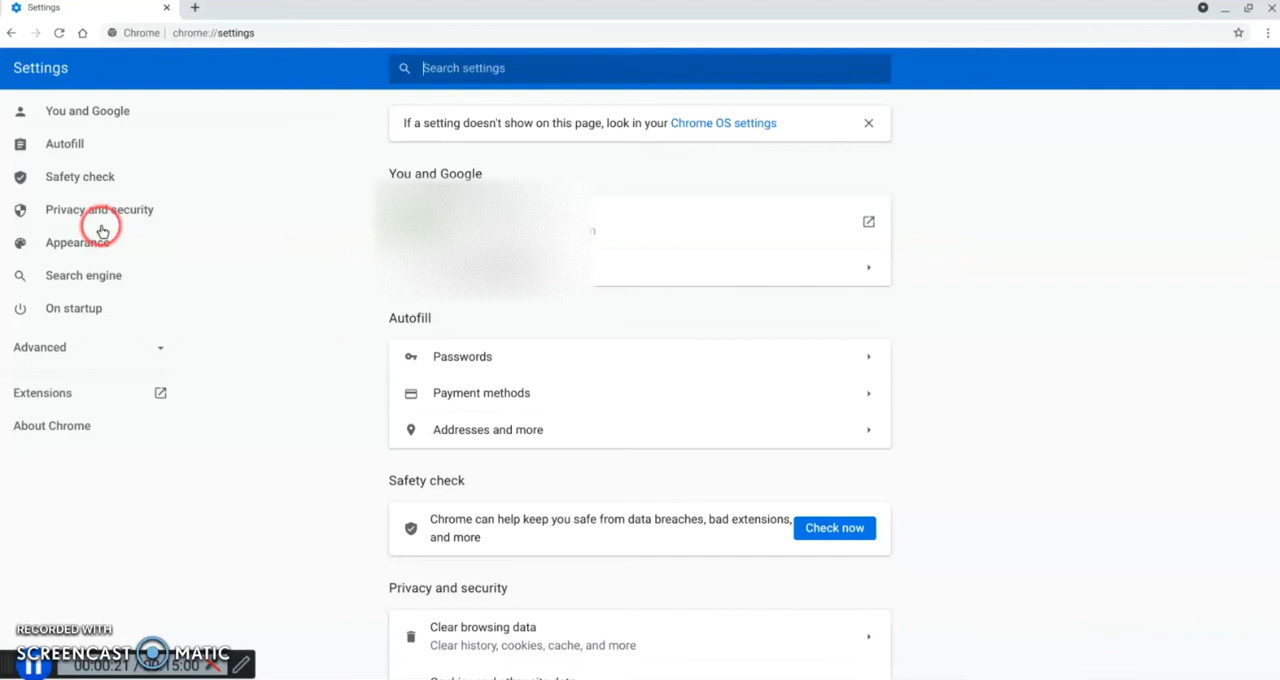 Settings
Chrome
chrome://settings
Settings
Search settings
You and Google
Autofill
Safety check
Privacy and security
Appearance
Search engine
On startup
Advanced
Extensions
About Chrome
If a setting doesn't show on this page, look in your Chrome OS settings
You and Google
Autofill
Passwords
Payment methods
Addresses and more
Safety check
Chrome can help keep you safe from data breaches, bad extensions,
and more
Check now
Privacy and security
Clear browsing data
Clear history, cookies, cache, and more
RECORDED WITH
SCREENCAST MATIC